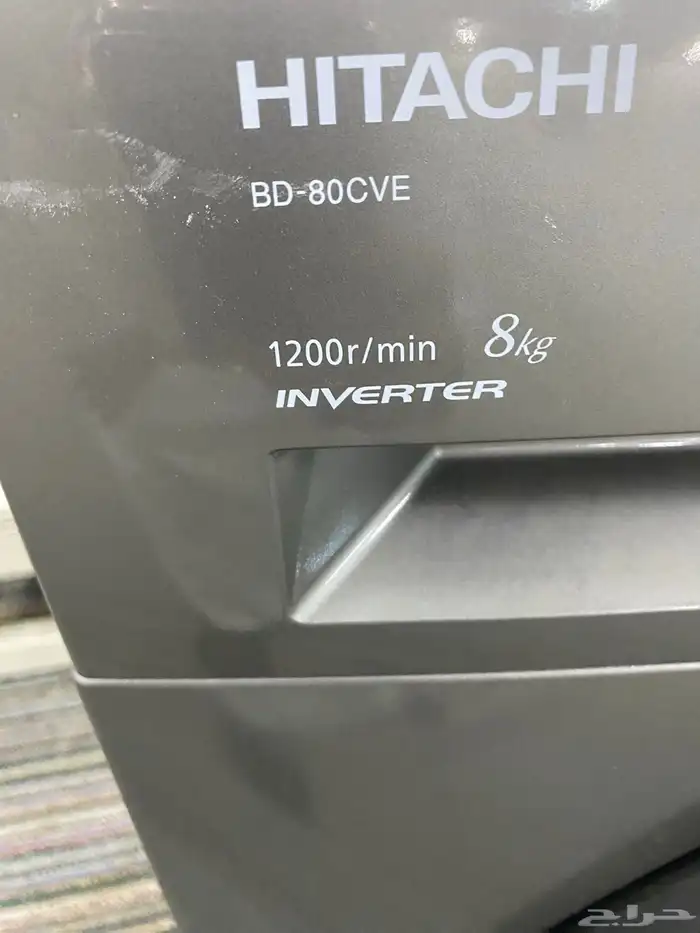 HITACHI
BD-80CVE
1200r/min 8kg
INVERTER
حراج